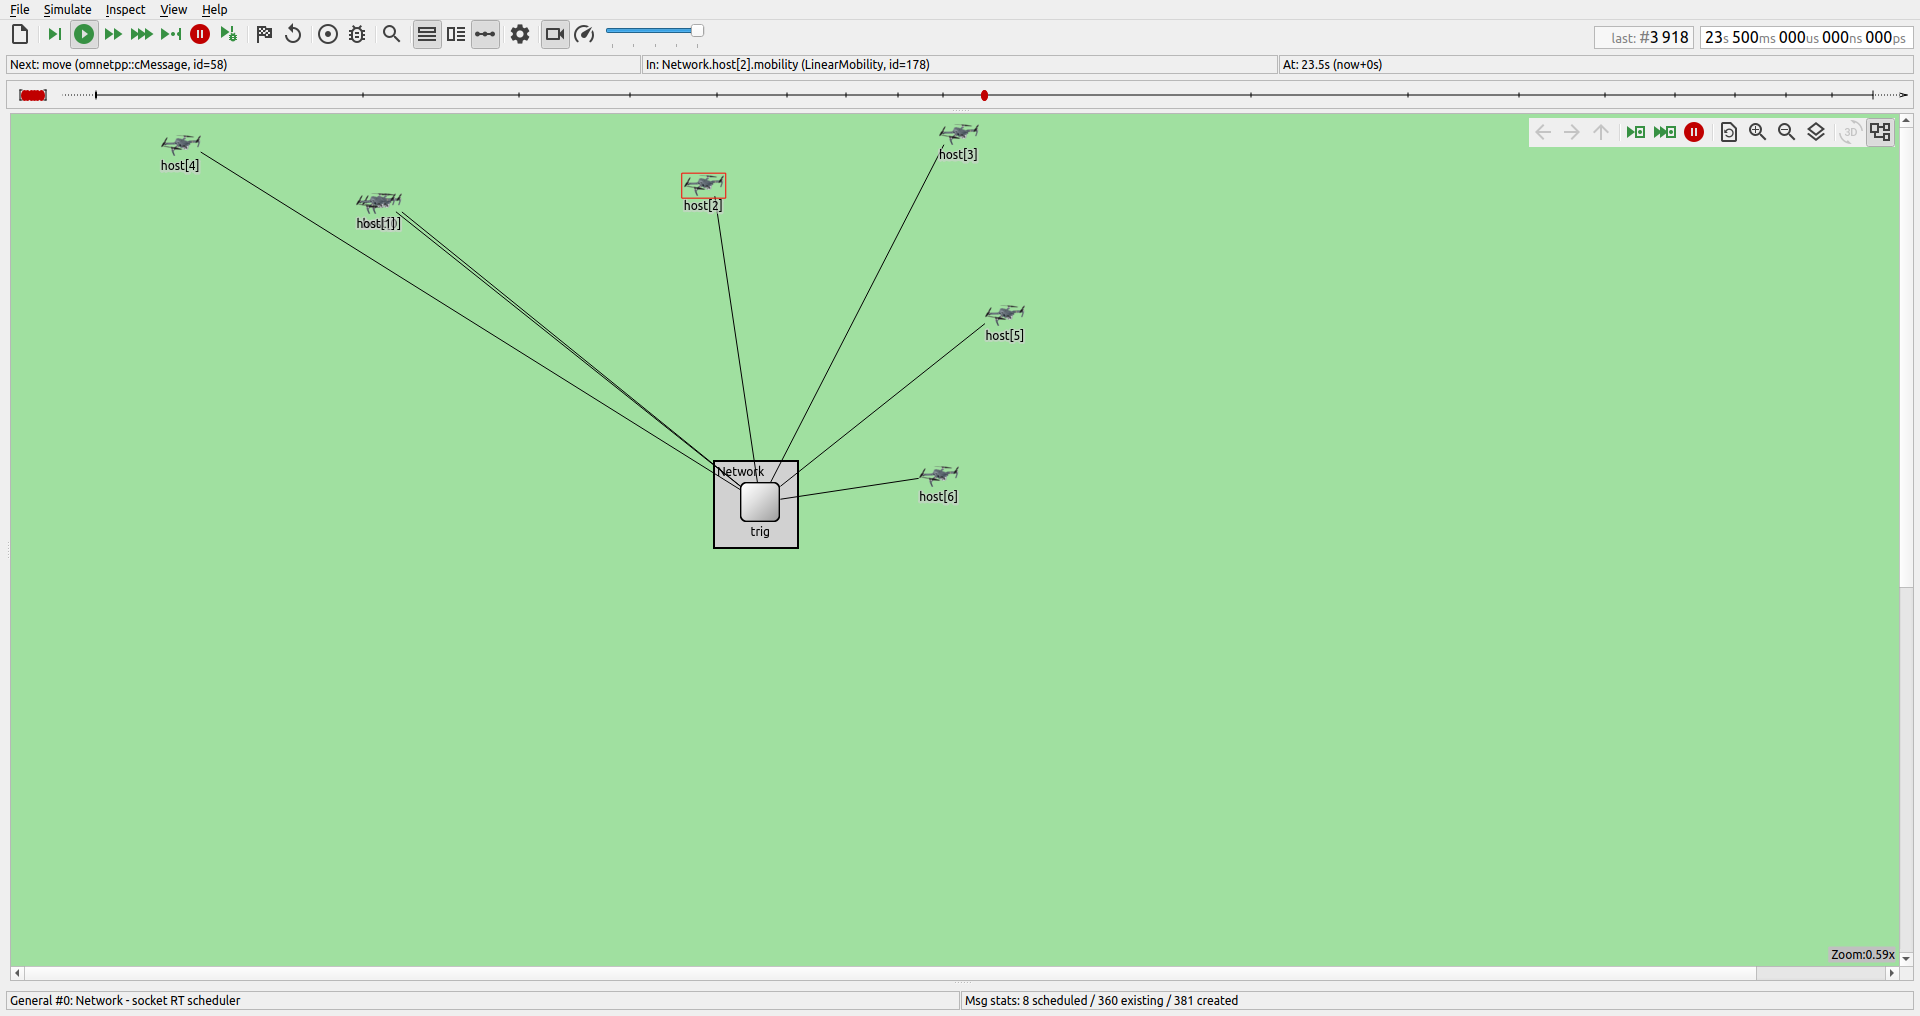 File Simulate Inspect View Help
last: #3 918
23s 500ms 000us 000ns 000ps
Next: move (omnetpp::cMessage, id=58)
In: Network.host[2].mobility (LinearMobility, id=178)
At: 23.5s (now+0s)
3D
host[4]
host[3]
host[2]
host[1]
host[5]
Network
host[6]
trig
Zoom:0.59x
General #0: Network - socket RT scheduler
Msg stats: 8 scheduled / 360 existing / 381 created